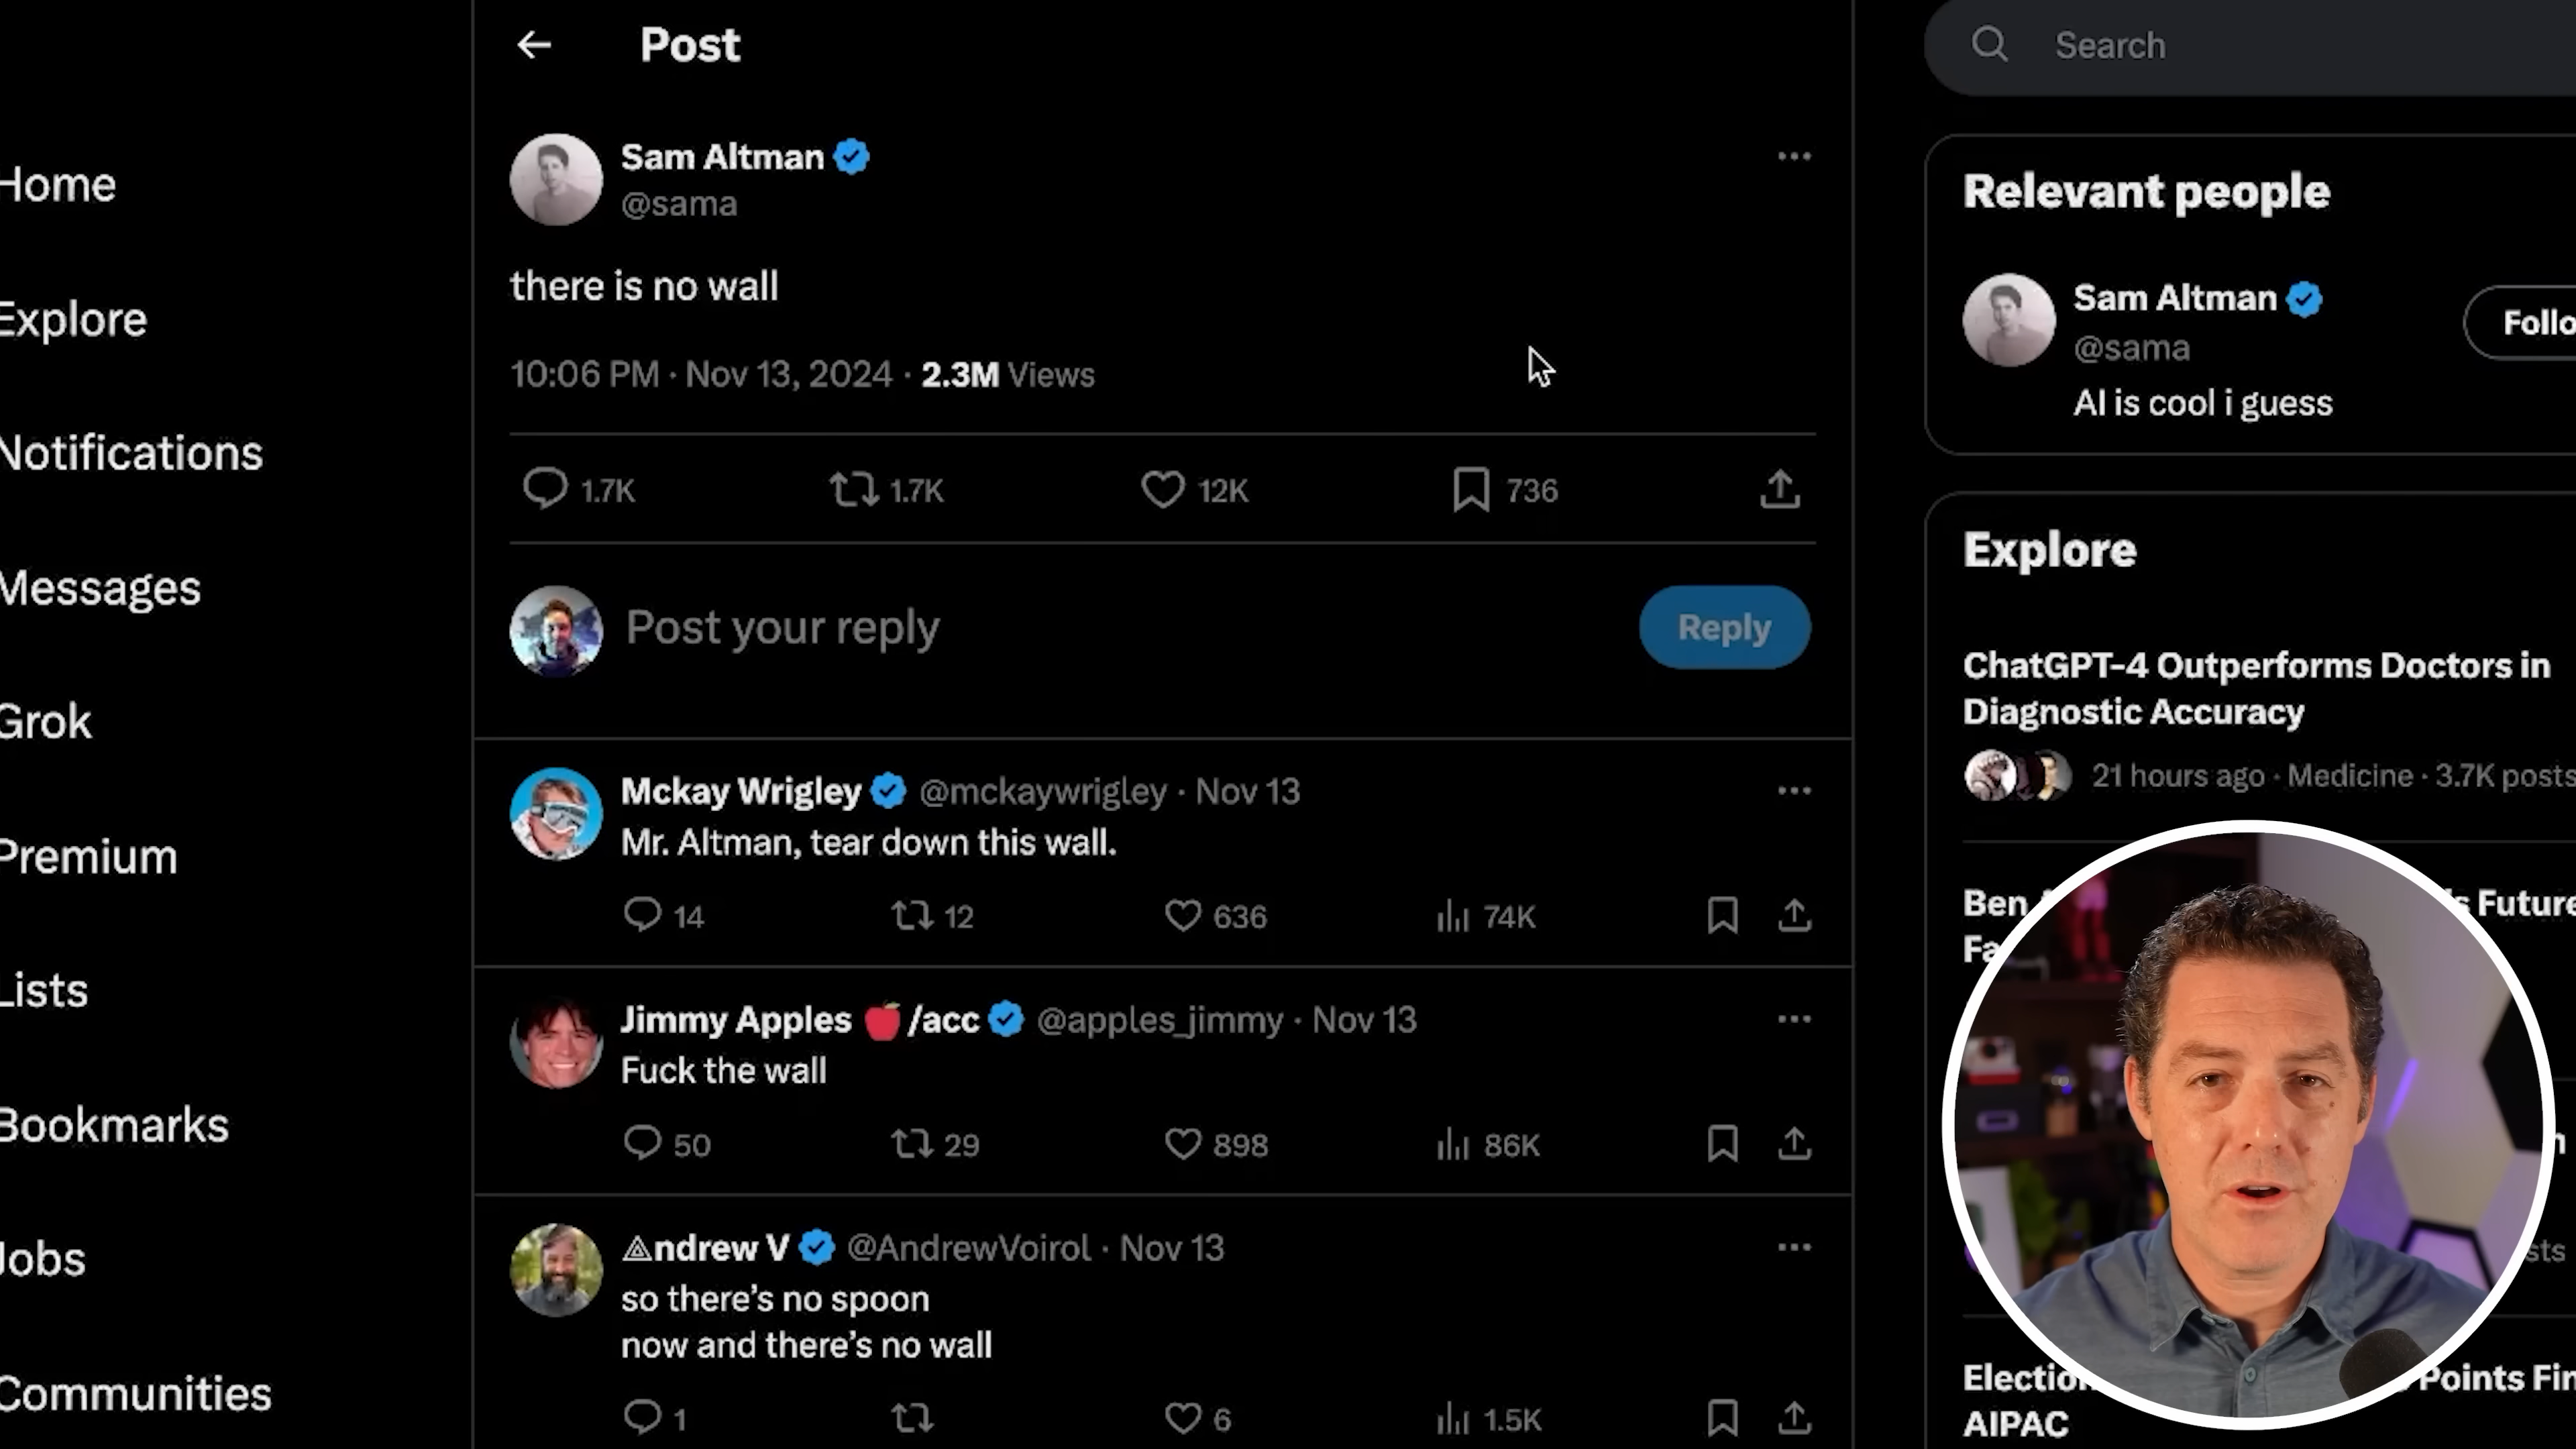 Post
Search
Home
Explore
Notifications
Messages
Grok
Premium
Lists
Bookmarks
Jobs
Communities
Sam Altman
@sama
there is no wall
10:06 PM · Nov 13, 2024 · 2.3M Views
1.7K 1.7K 12K 736
Post your reply
Reply
Mckay Wrigley @mckaywrigley · Nov 13
Mr. Altman, tear down this wall.
14 12 636 74K
Jimmy Apples 🍎/acc @apples_jimmy · Nov 13
Fuck the wall
50 29 898 86K
◬ndrew V @AndrewVoirol · Nov 13
so there's no spoon
now and there's no wall
1 6 1.5K
Relevant people
Sam Altman
@sama
Follo
AI is cool i guess
Explore
ChatGPT-4 Outperforms Doctors in
Diagnostic Accuracy
21 hours ago · Medicine · 3.7K posts
Ben
Future
Election
Points Fin
AIPAC